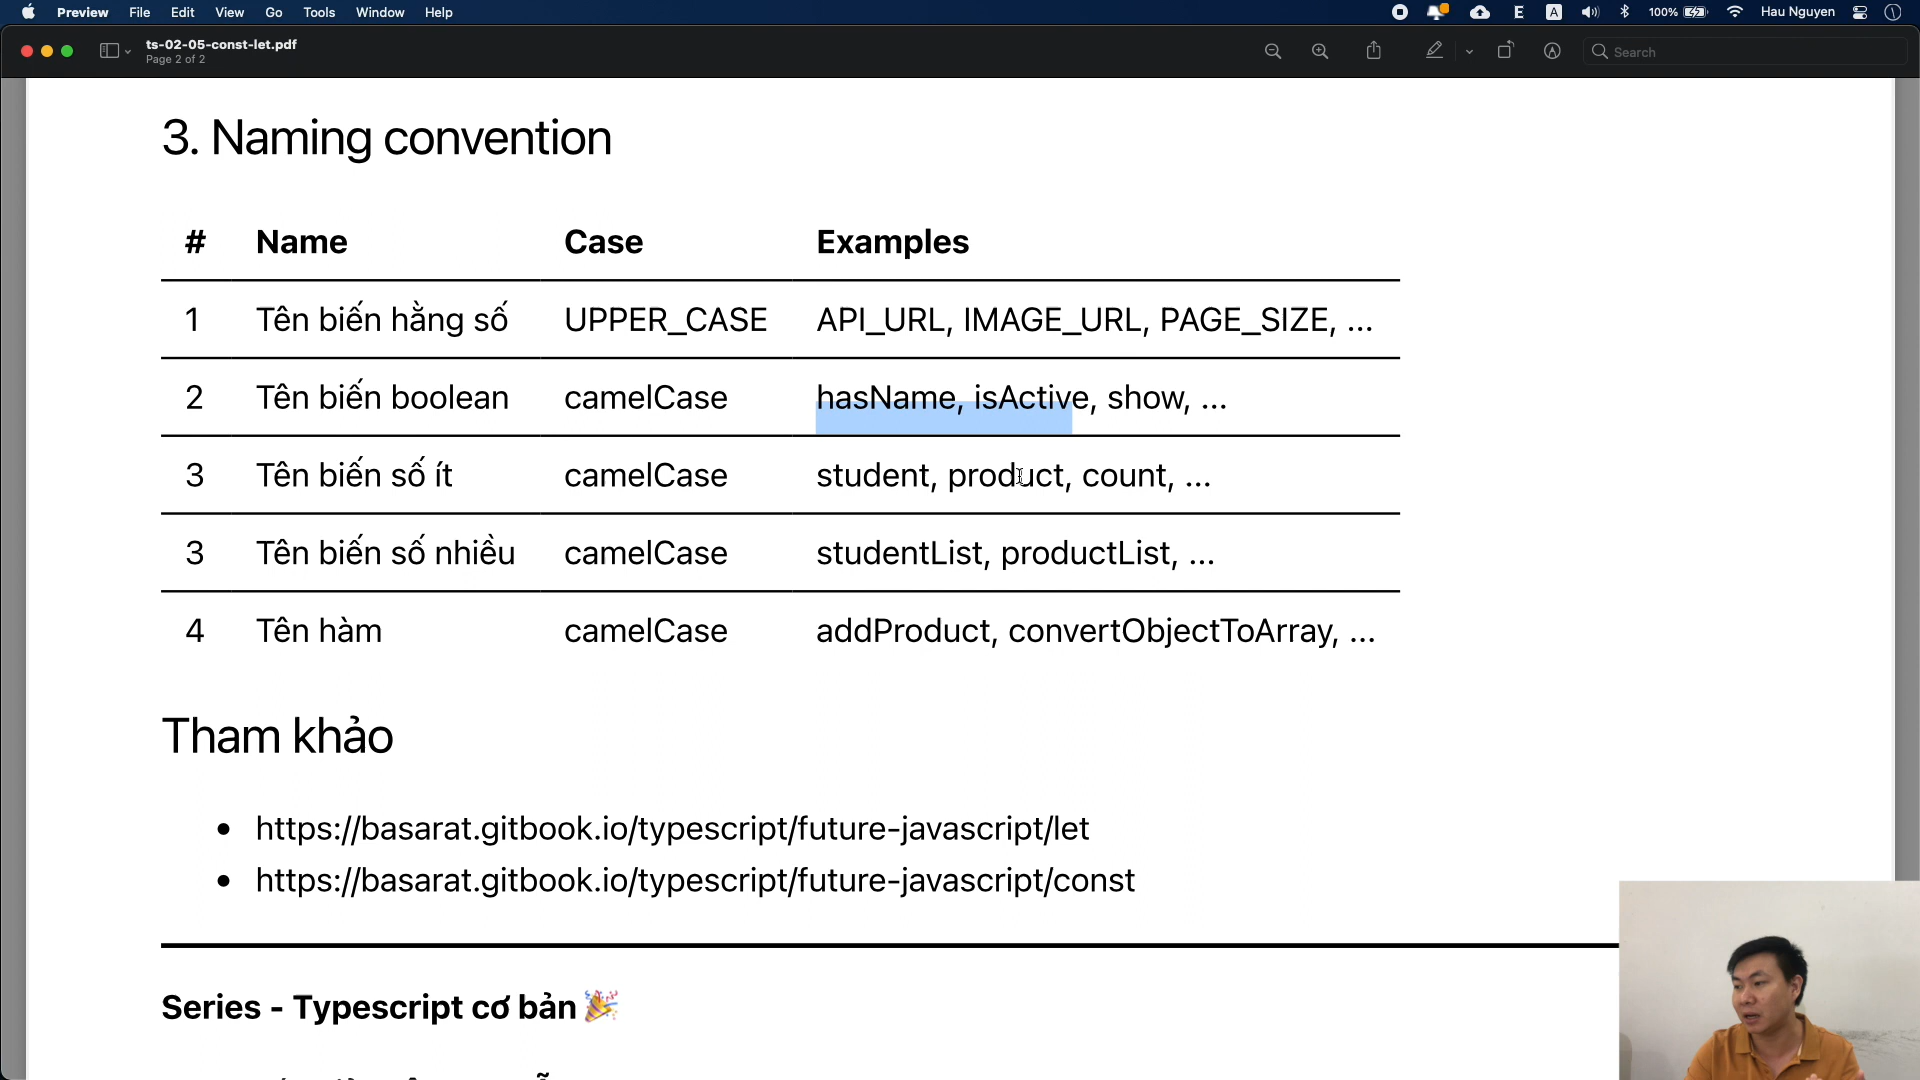 Preview File Edit View Go Tools Window Help E A 100% Hau Nguyen
ts-02-05-const-let.pdf
Page 2 of 2
Search
3. Naming convention
# Name Case Examples
1 Tên biến hằng số UPPER_CASE API_URL, IMAGE_URL, PAGE_SIZE, ...
2 Tên biến boolean camelCase hasName, isActive, show, ...
3 Tên biến số ít camelCase student, product, count, ...
3 Tên biến số nhiều camelCase studentList, productList, ...
4 Tên hàm camelCase addProduct, convertObjectToArray, ...
Tham khảo
• https://basarat.gitbook.io/typescript/future-javascript/let
• https://basarat.gitbook.io/typescript/future-javascript/const
Series - Typescript cơ bản 🎉